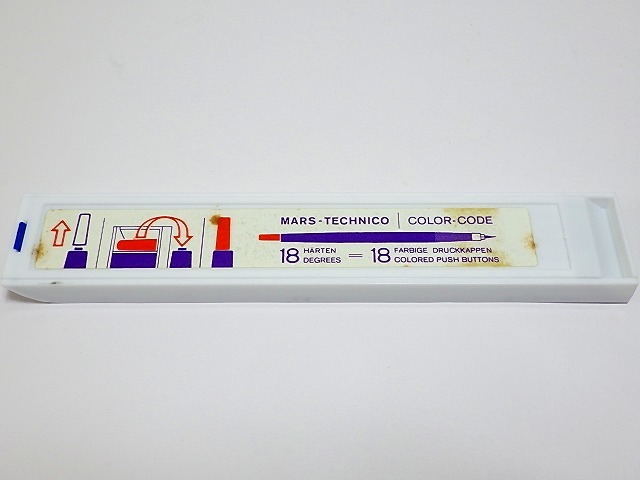 MARS-TECHNICO | COLOR-CODE
18 HÄRTEN DEGREES = 18 FARBIGE DRUCKKAPPEN COLORED PUSH BUTTONS